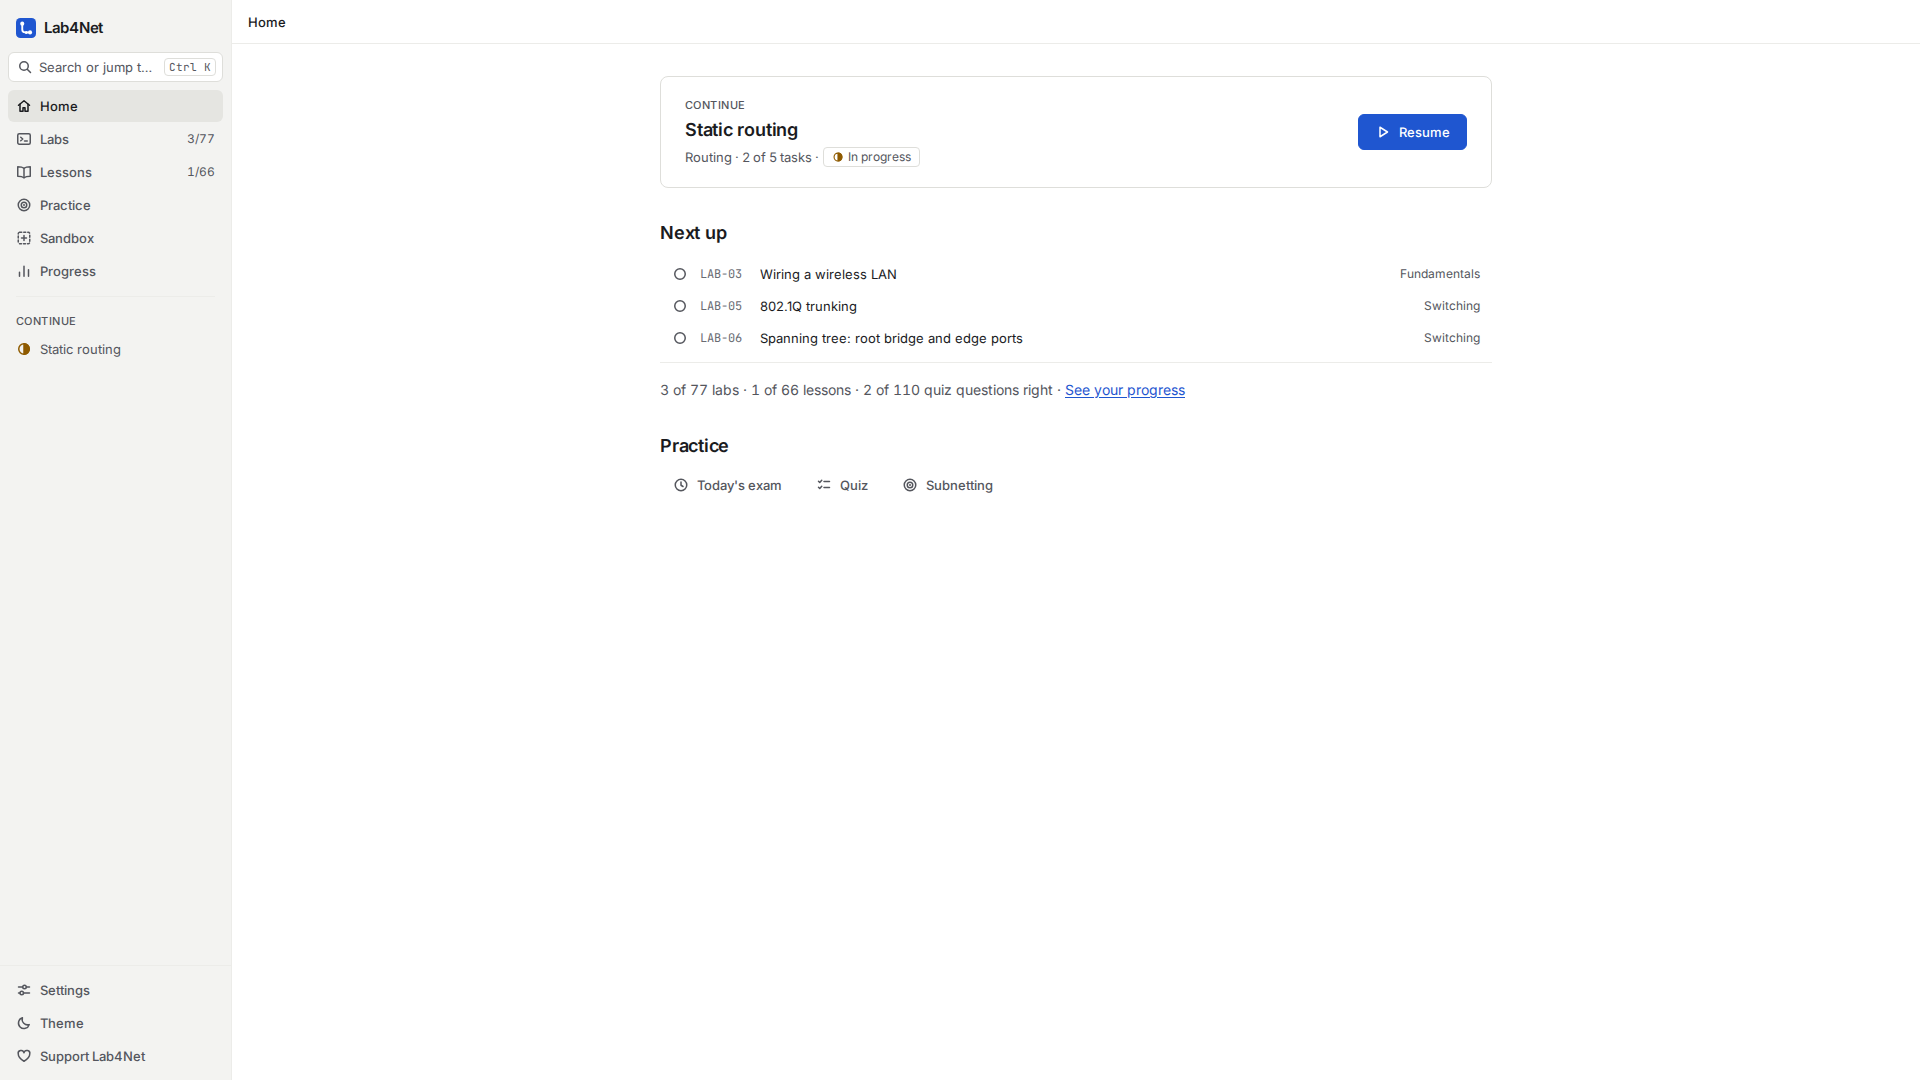 Lab4Net
Search or jump t... Ctrl K
Home
Labs 3/77
Lessons 1/66
Practice
Sandbox
Progress
CONTINUE
Static routing
Settings
Theme
Support Lab4Net
Home
CONTINUE
Static routing
Routing · 2 of 5 tasks · In progress
Resume
Next up
LAB-03 Wiring a wireless LAN Fundamentals
LAB-05 802.1Q trunking Switching
LAB-06 Spanning tree: root bridge and edge ports Switching
3 of 77 labs · 1 of 66 lessons · 2 of 110 quiz questions right · See your progress
Practice
Today's exam Quiz Subnetting